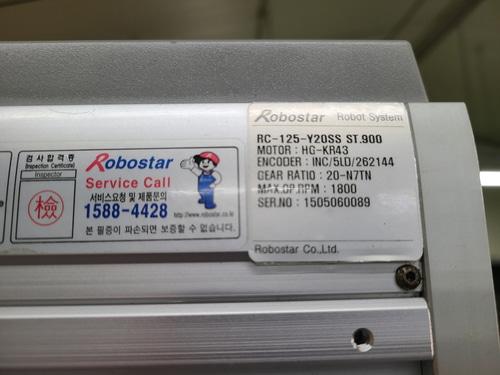 검사합격증
(Inspection Certificate)
Inspector
檢
Robostar
Service Call
서비스요청 및 제품문의
1588-4428
http://www.robostar.co.kr
본 필증이 파손되면 보증할 수 없습니다.
Robostar Robot System
RC-125-Y20SS ST.900
MOTOR : HG-KR43
ENCODER : INC/5LD/262144
GEAR RATIO : 20-N7TN
MAX.OP.RPM : 1800
SER.NO : 1505060089
Robostar Co.,Ltd.